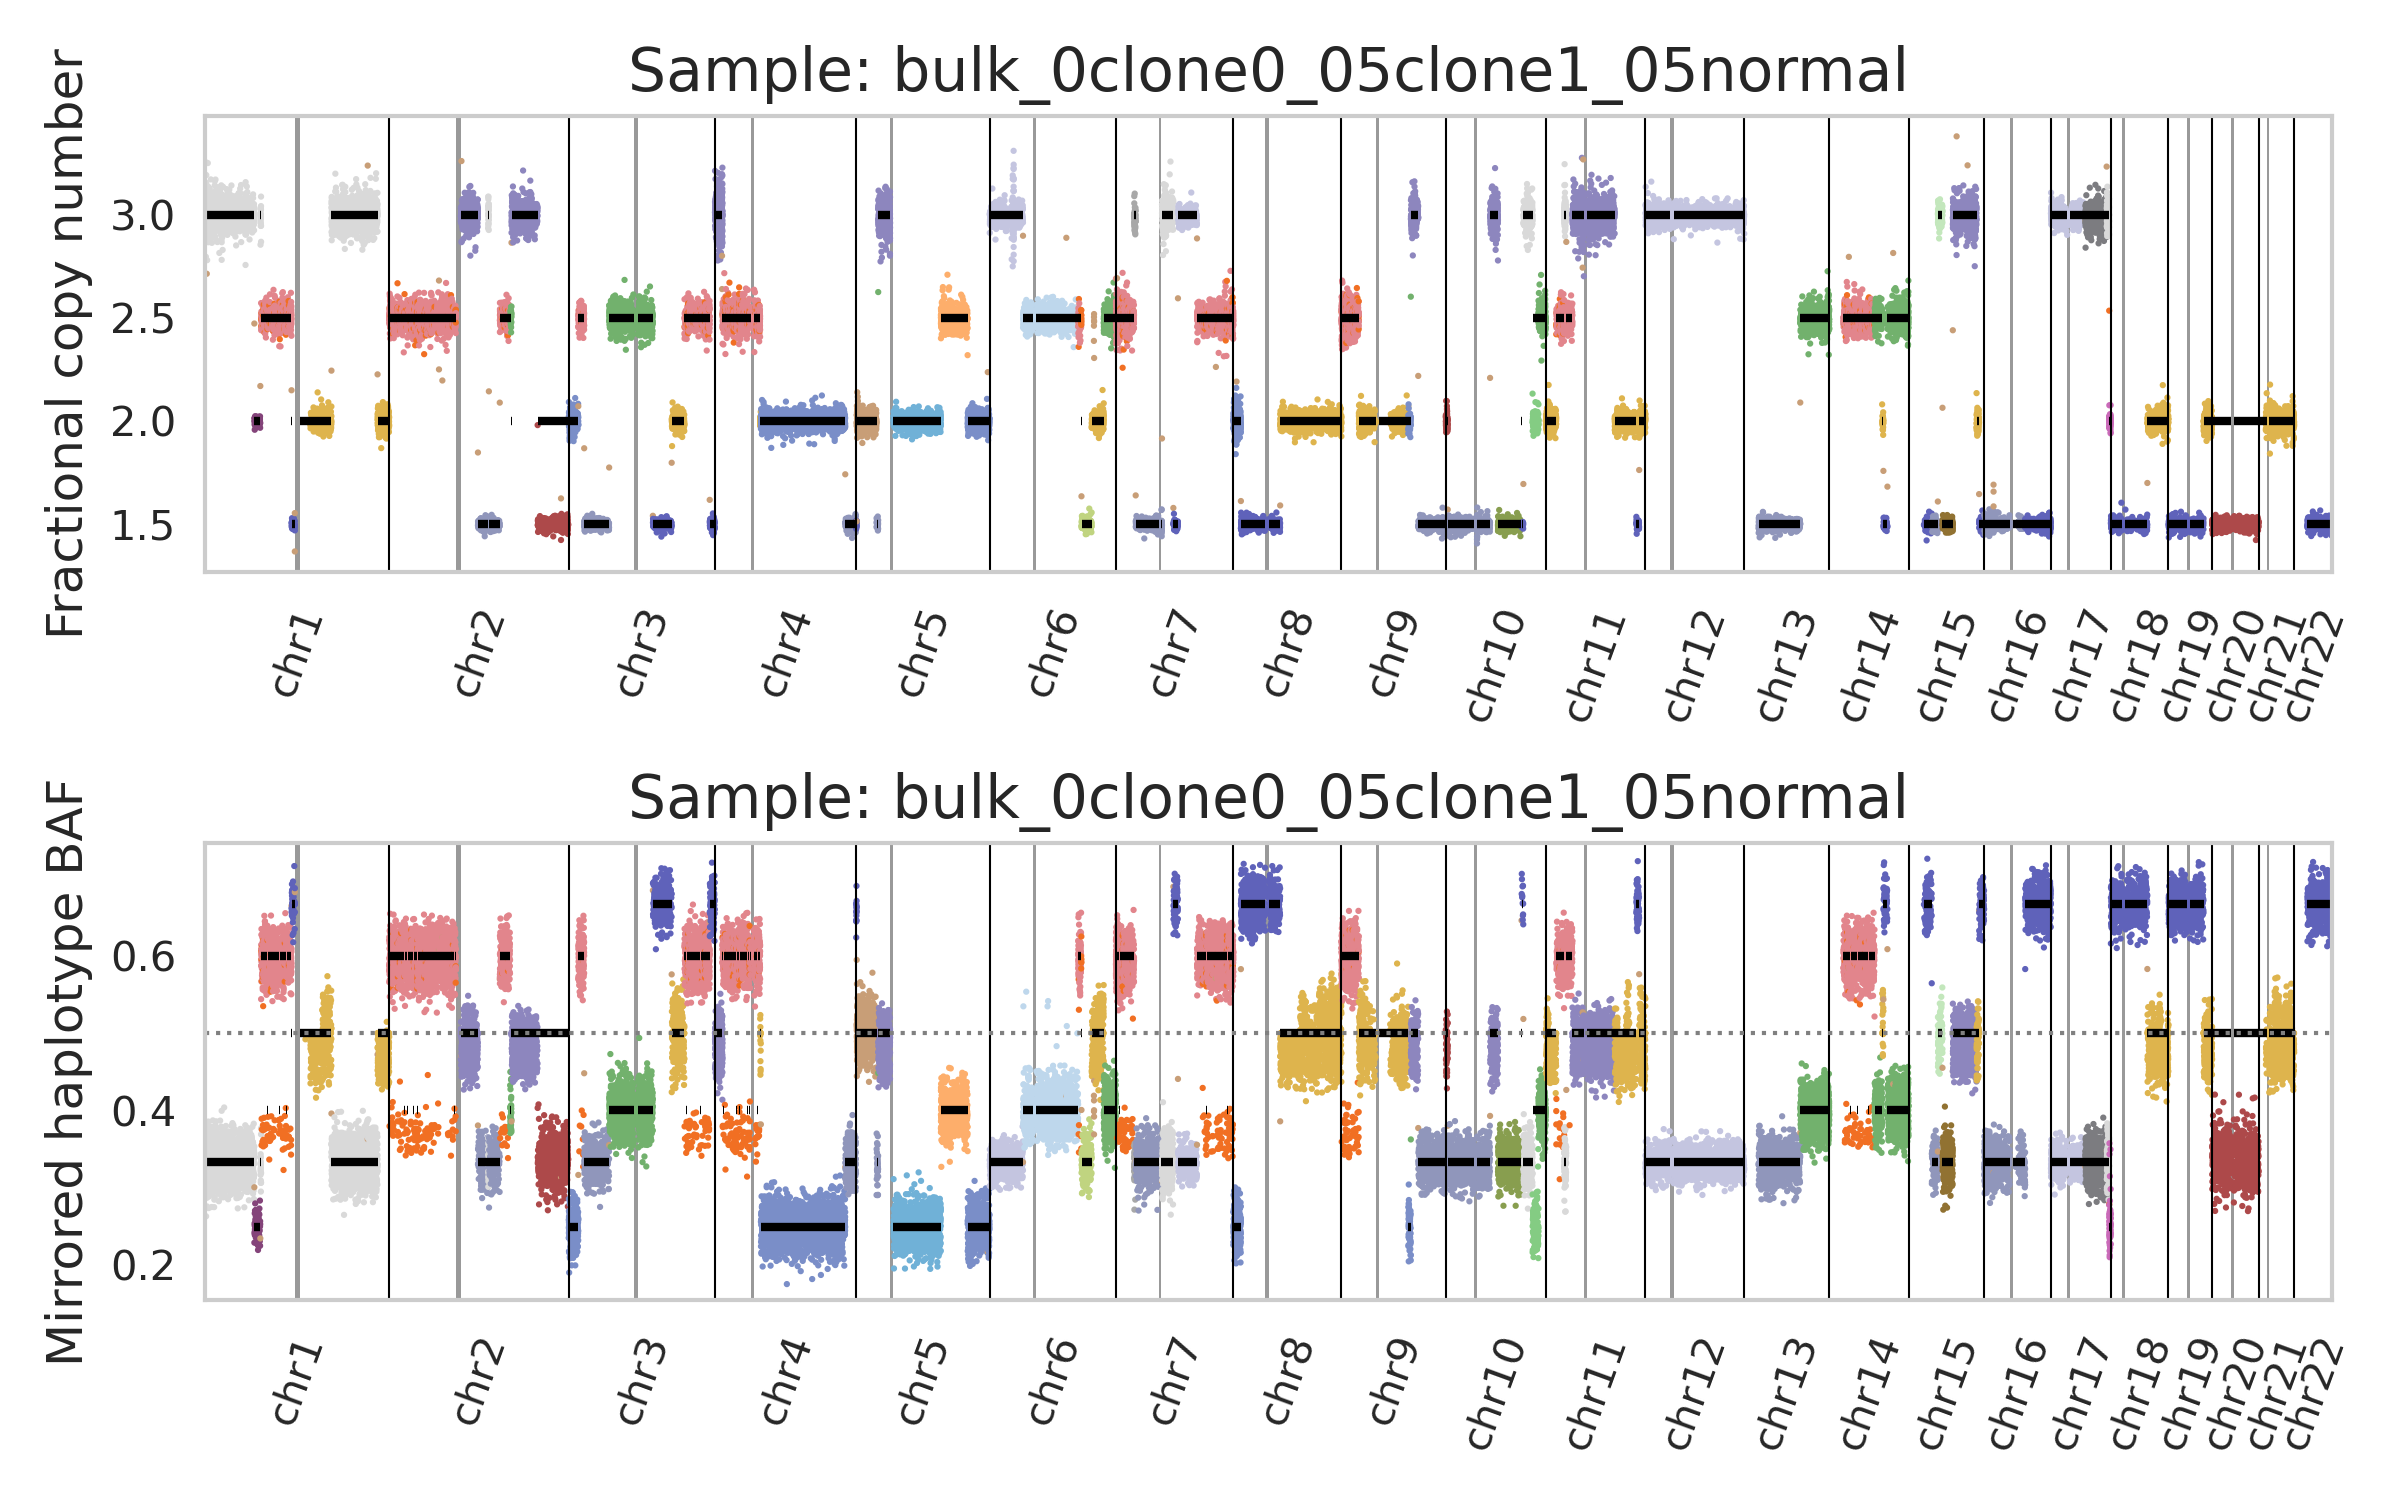 Sample: bulk_0clone0_05clone1_05normal
Fractional copy number
3.0
2.5
2.0
1.5
chr1 chr2 chr3 chr4 chr5 chr6 chr7 chr8 chr9 chr10 chr11 chr12 chr13 chr14 chr15 chr16 chr17 chr18 chr19 chr20 chr21 chr22
Sample: bulk_0clone0_05clone1_05normal
Mirrored haplotype BAF
0.6
0.4
0.2
chr1 chr2 chr3 chr4 chr5 chr6 chr7 chr8 chr9 chr10 chr11 chr12 chr13 chr14 chr15 chr16 chr17 chr18 chr19 chr20 chr21 chr22